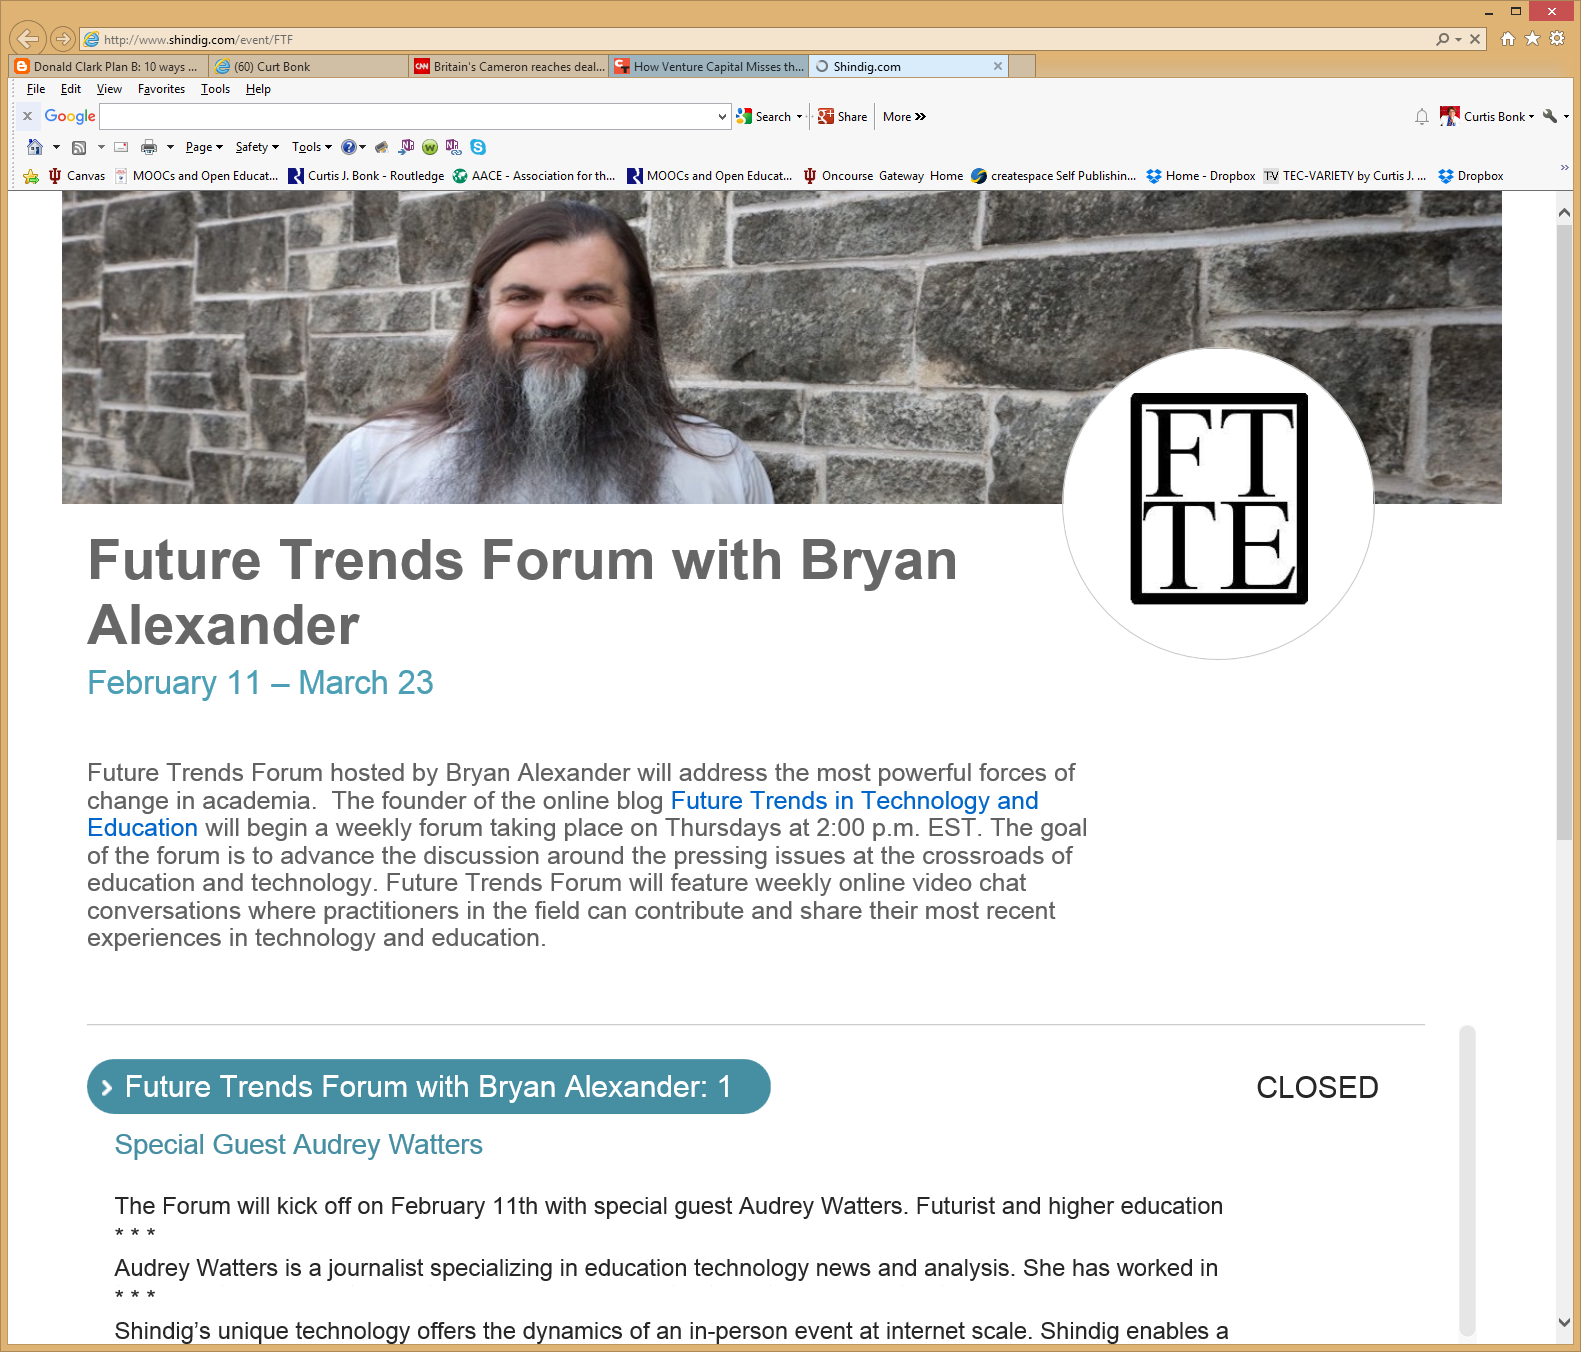 http://www.shindig.com/event/FTF
Donald Clark Plan B: 10 ways ...
(60) Curt Bonk
CNN Britain's Cameron reaches deal...
How Venture Capital Misses th...
Shindig.com
File Edit View Favorites Tools Help
x Google Search Share More Curtis Bonk
Page Safety Tools
Canvas MOOCs and Open Educat... Curtis J. Bonk - Routledge AACE - Association for th... MOOCs and Open Educat... Oncourse Gateway Home createspace Self Publishin... Home - Dropbox TV TEC-VARIETY by Curtis J. ... Dropbox
FT
TE
Future Trends Forum with Bryan
Alexander
February 11 – March 23
Future Trends Forum hosted by Bryan Alexander will address the most powerful forces of
change in academia.  The founder of the online blog Future Trends in Technology and
Education will begin a weekly forum taking place on Thursdays at 2:00 p.m. EST. The goal
of the forum is to advance the discussion around the pressing issues at the crossroads of
education and technology. Future Trends Forum will feature weekly online video chat
conversations where practitioners in the field can contribute and share their most recent
experiences in technology and education.
Future Trends Forum with Bryan Alexander: 1
CLOSED
Special Guest Audrey Watters
The Forum will kick off on February 11th with special guest Audrey Watters. Futurist and higher education
* * *
Audrey Watters is a journalist specializing in education technology news and analysis. She has worked in
* * *
Shindig’s unique technology offers the dynamics of an in-person event at internet scale. Shindig enables a